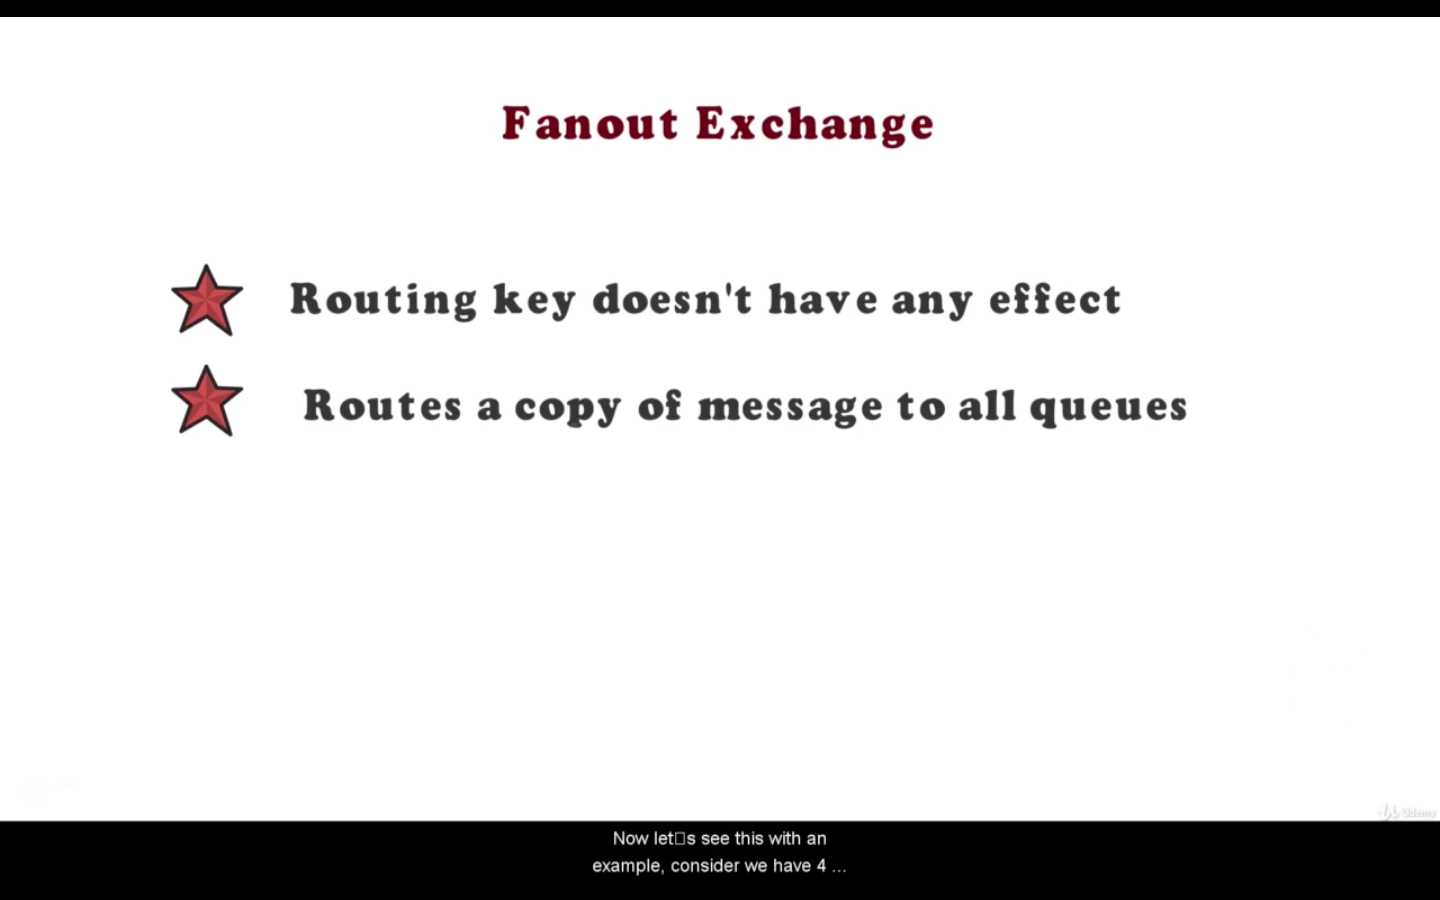 Fanout Exchange
Routing key doesn't have any effect
Routes a copy of message to all queues
Udemy
Now let□s see this with an
example, consider we have 4 ...